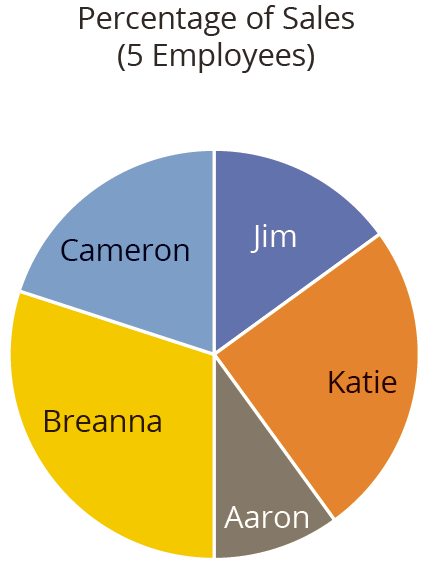 Percentage of Sales
(5 Employees)
Jim
Cameron
Katie
Breanna
Aaron